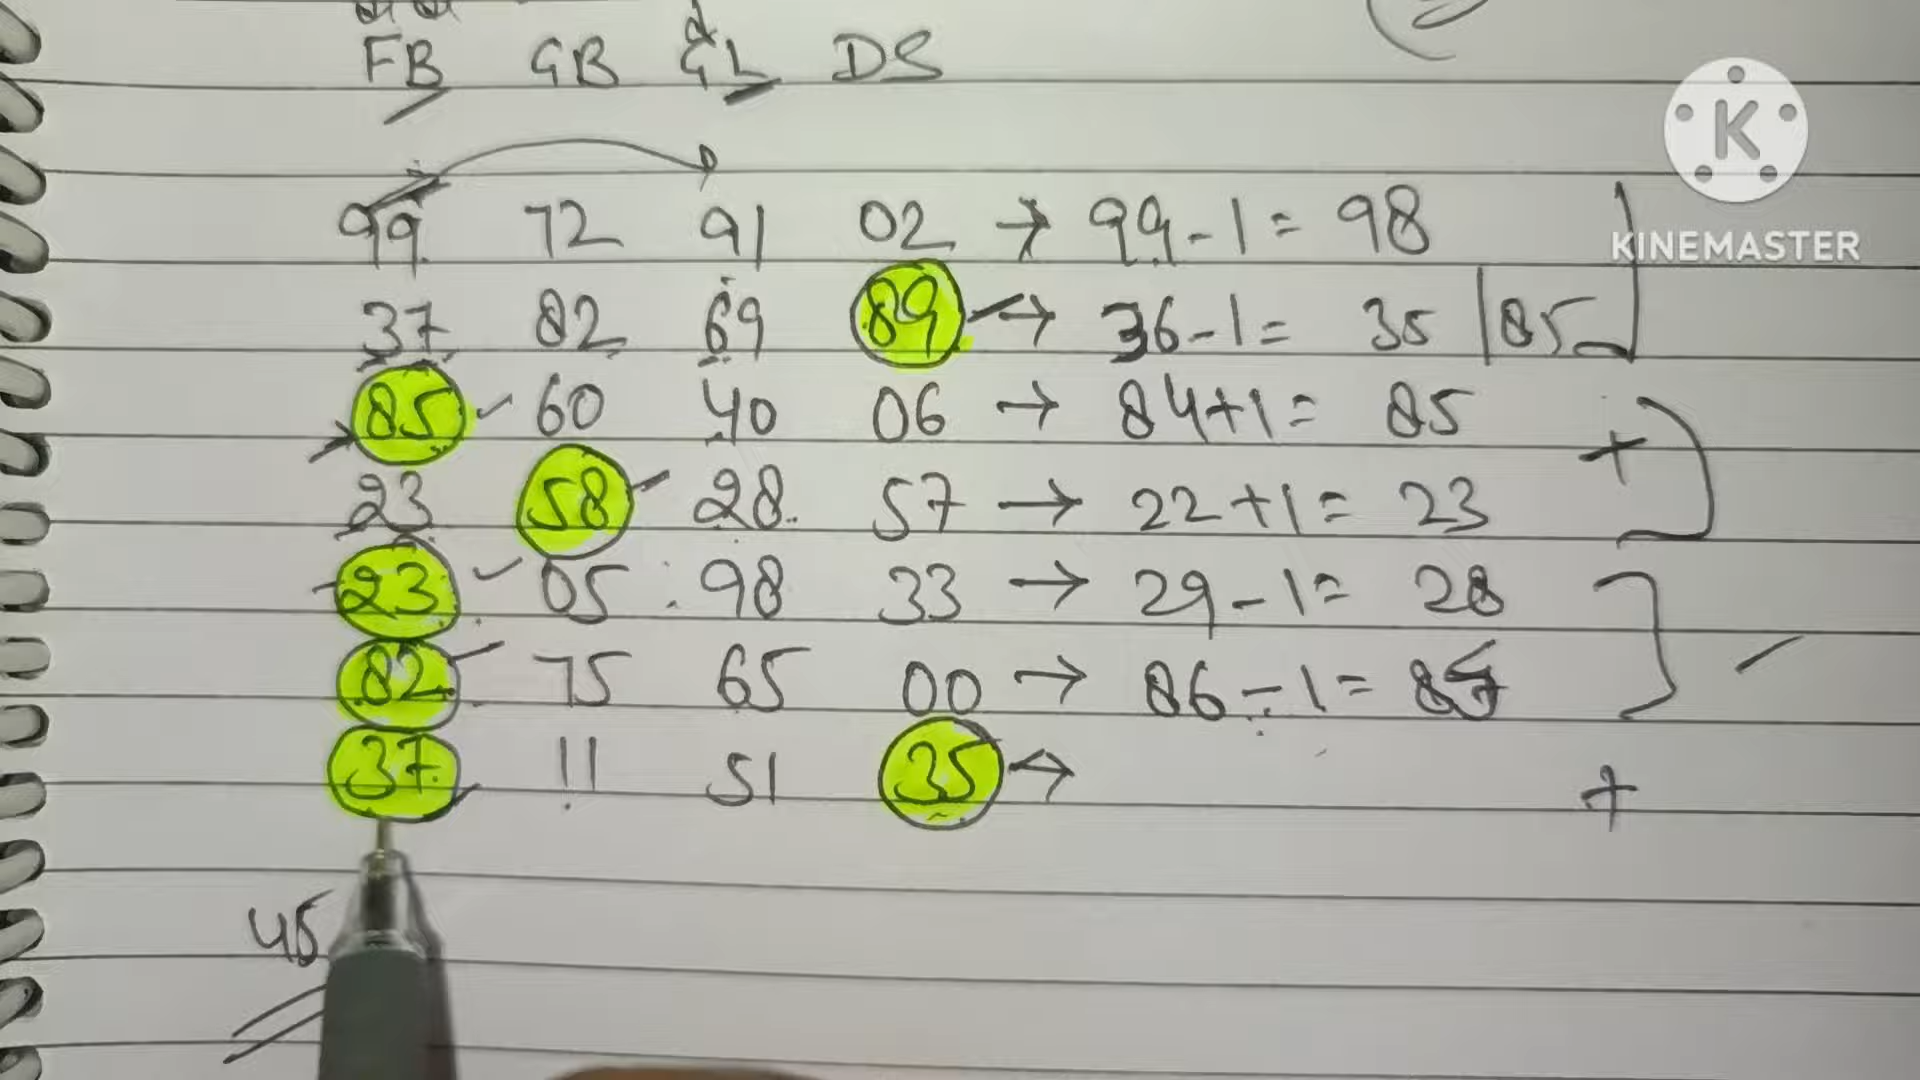 FB GB GL DS
99 72 91 02 → 99-1= 98
37 82 69 89 → 36-1= 35 |85
85 60 40 06 → 84+1= 85
+
23 58 28 57 → 22+1= 23
23 05 98 33 → 29-1= 28
82 75 65 00 → 86-1=
37 11 51 35 →
+
45
K
KINEMASTER